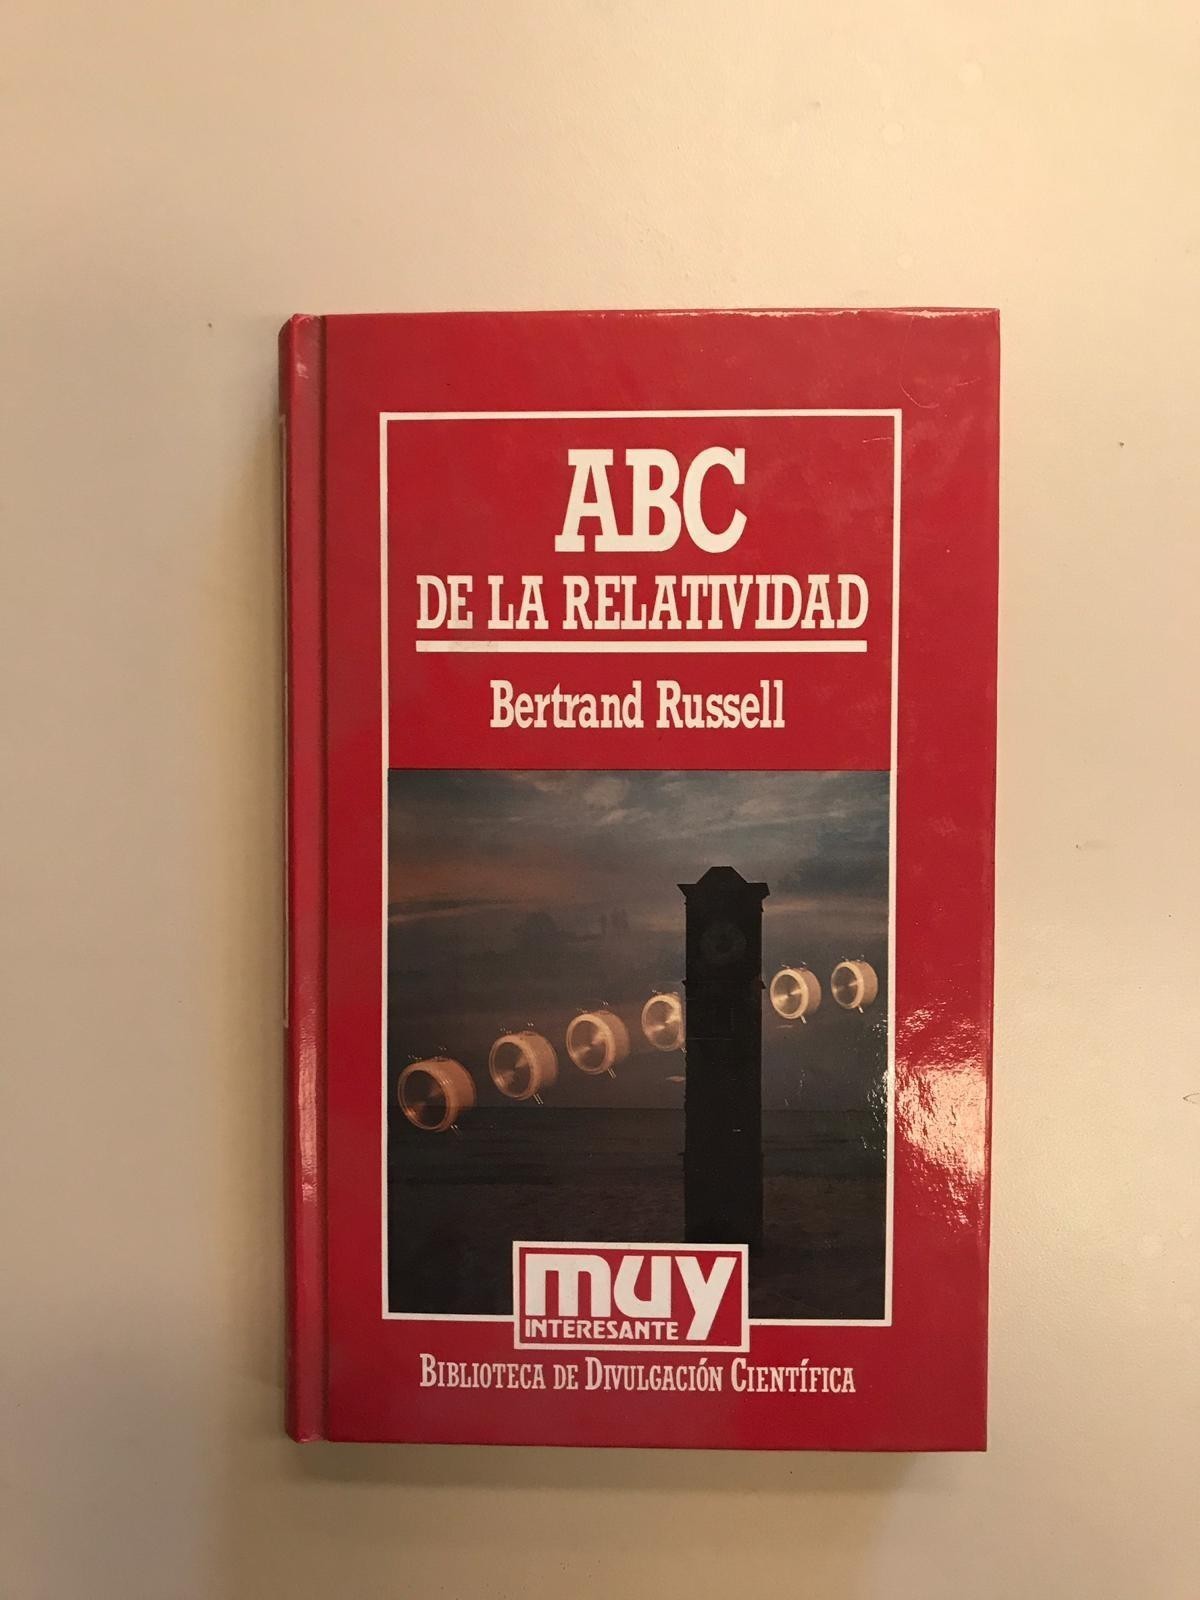 ABC
DE LA RELATIVIDAD
Bertrand Russell
muy
INTERESANTE
BIBLIOTECA DE DIVULGACIÓN CIENTÍFICA